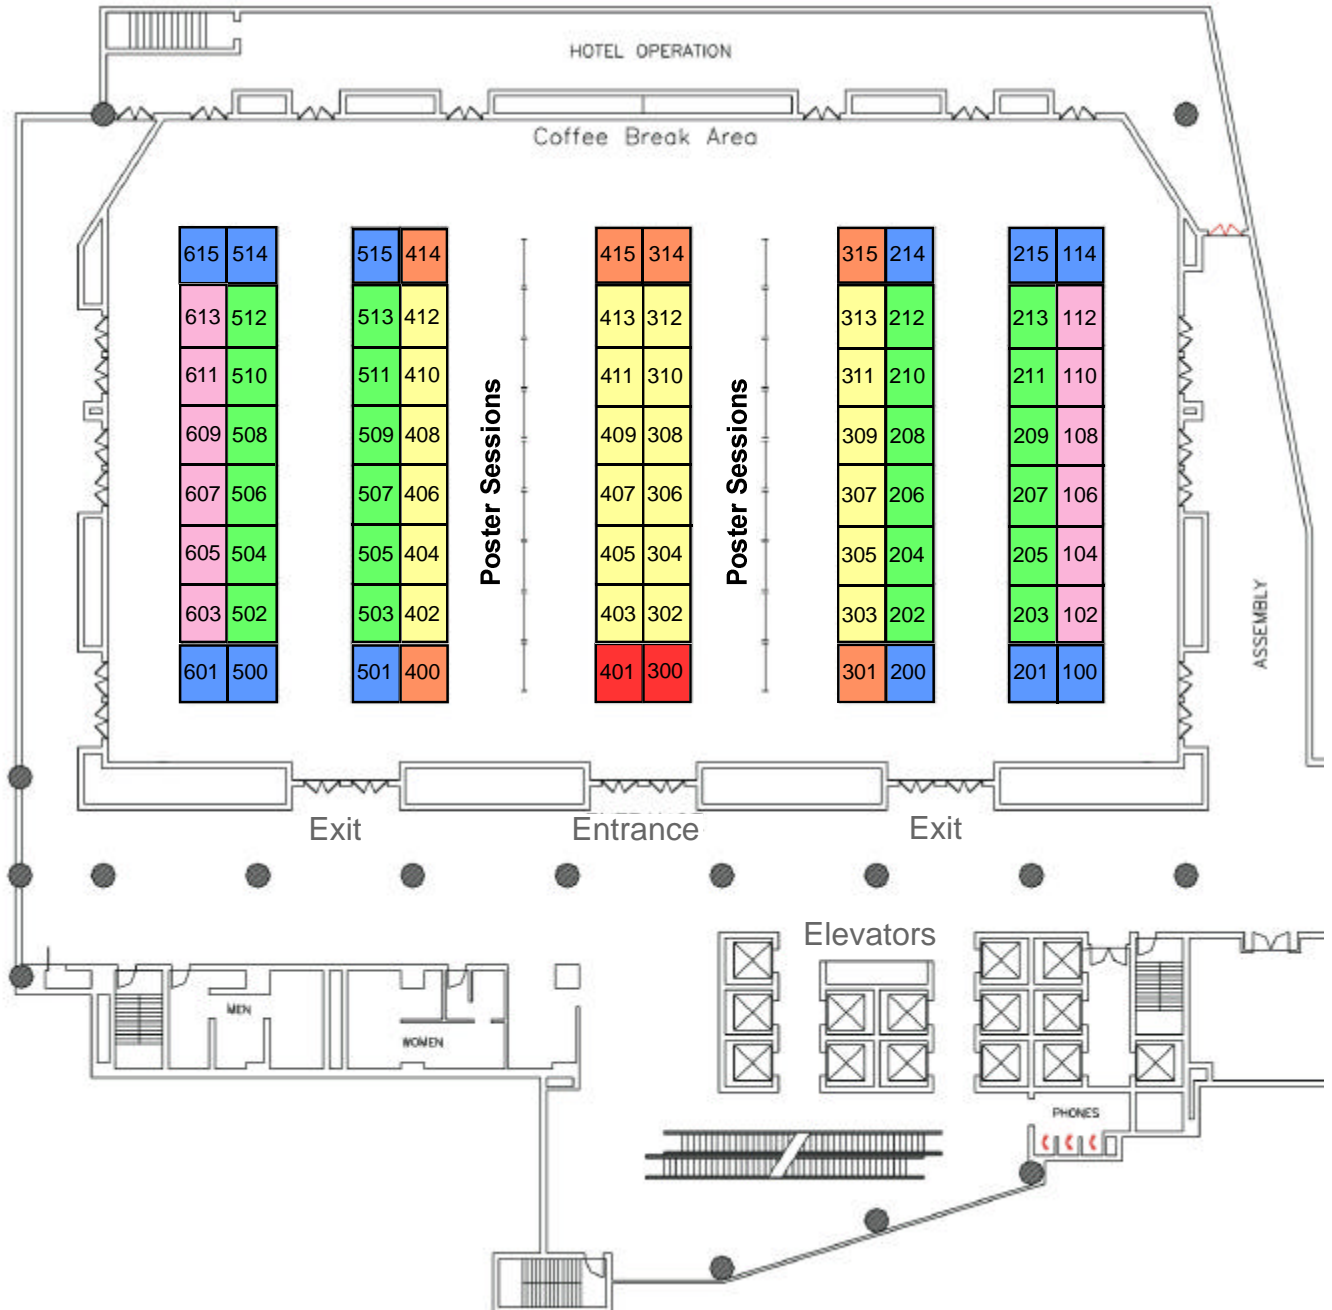 HOTEL OPERATION
Coffee Break Area
615 514 515 414 415 314 315 214 215 114
613 512 513 412 413 312 313 212 213 112
611 510 511 410 411 310 311 210 211 110
609 508 509 408 409 308 309 208 209 108
607 506 507 406 407 306 307 206 207 106
605 504 505 404 405 304 305 204 205 104
603 502 503 402 403 302 303 202 203 102
601 500 501 400 401 300 301 200 201 100
Poster Sessions
Poster Sessions
ASSEMBLY
Exit Entrance Exit
Elevators
MEN
WOMEN
PHONES